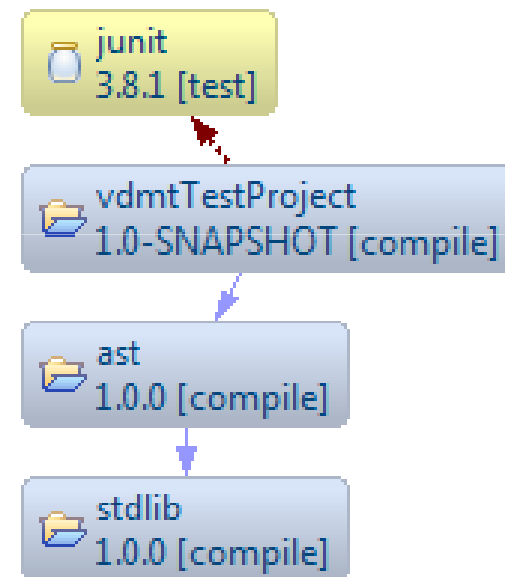 junit
3.8.1 [test]
vdmtTestProject
1.0-SNAPSHOT [compile]
ast
1.0.0 [compile]
stdlib
1.0.0 [compile]